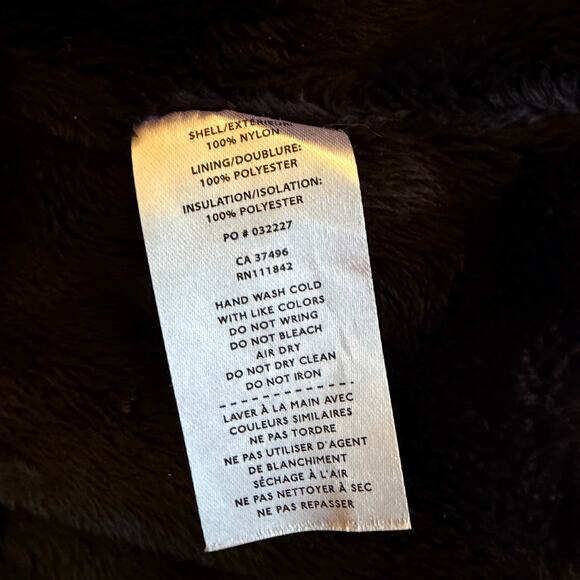 SHELL/EXTÉRIEUR:
100% NYLON
LINING/DOUBLURE:
100% POLYESTER
INSULATION/ISOLATION:
100% POLYESTER
PO # 032227
CA 37496
RN111842
HAND WASH COLD
WITH LIKE COLORS
DO NOT WRING
DO NOT BLEACH
AIR DRY
DO NOT DRY CLEAN
DO NOT IRON
LAVER À LA MAIN AVEC
COULEURS SIMILAIRES
NE PAS TORDRE
NE PAS UTILISER D'AGENT
DE BLANCHIMENT
SÉCHAGE À L'AIR
NE PAS NETTOYER À SEC
NE PAS REPASSER